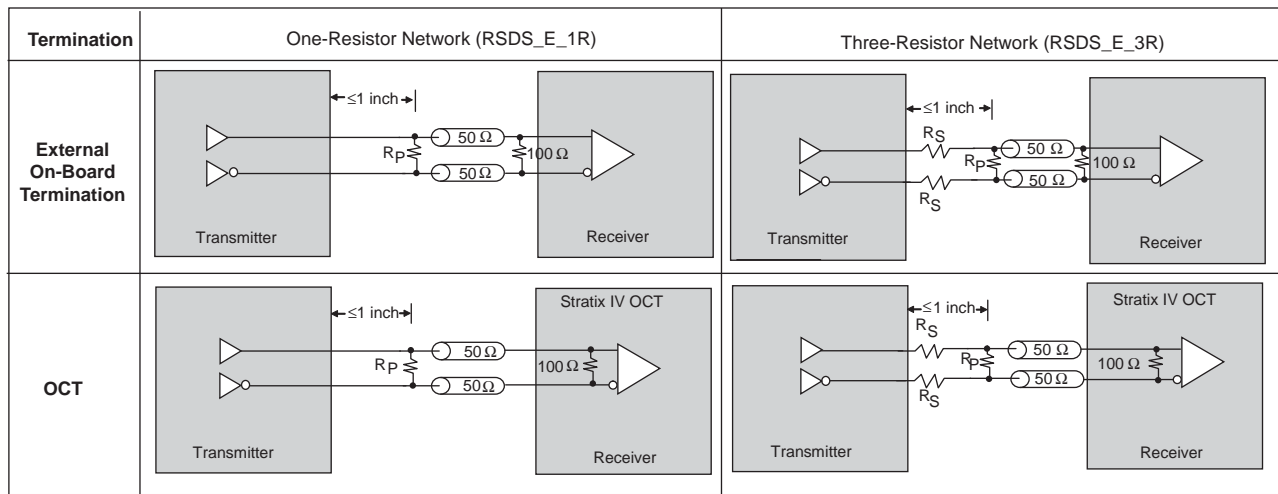 Termination
One-Resistor Network (RSDS_E_1R)
Three-Resistor Network (RSDS_E_3R)
External
On-Board
Termination
≤1 inch
50 Ω
RP
100 Ω
50 Ω
Transmitter
Receiver
≤1 inch
RS
50 Ω
RP
100 Ω
50 Ω
RS
Transmitter
Receiver
OCT
Stratix IV OCT
≤1 inch
50 Ω
RP
100 Ω
50 Ω
Transmitter
Receiver
Stratix IV OCT
≤1 inch
RS
50 Ω
RP
100 Ω
50 Ω
RS
Transmitter
Receiver